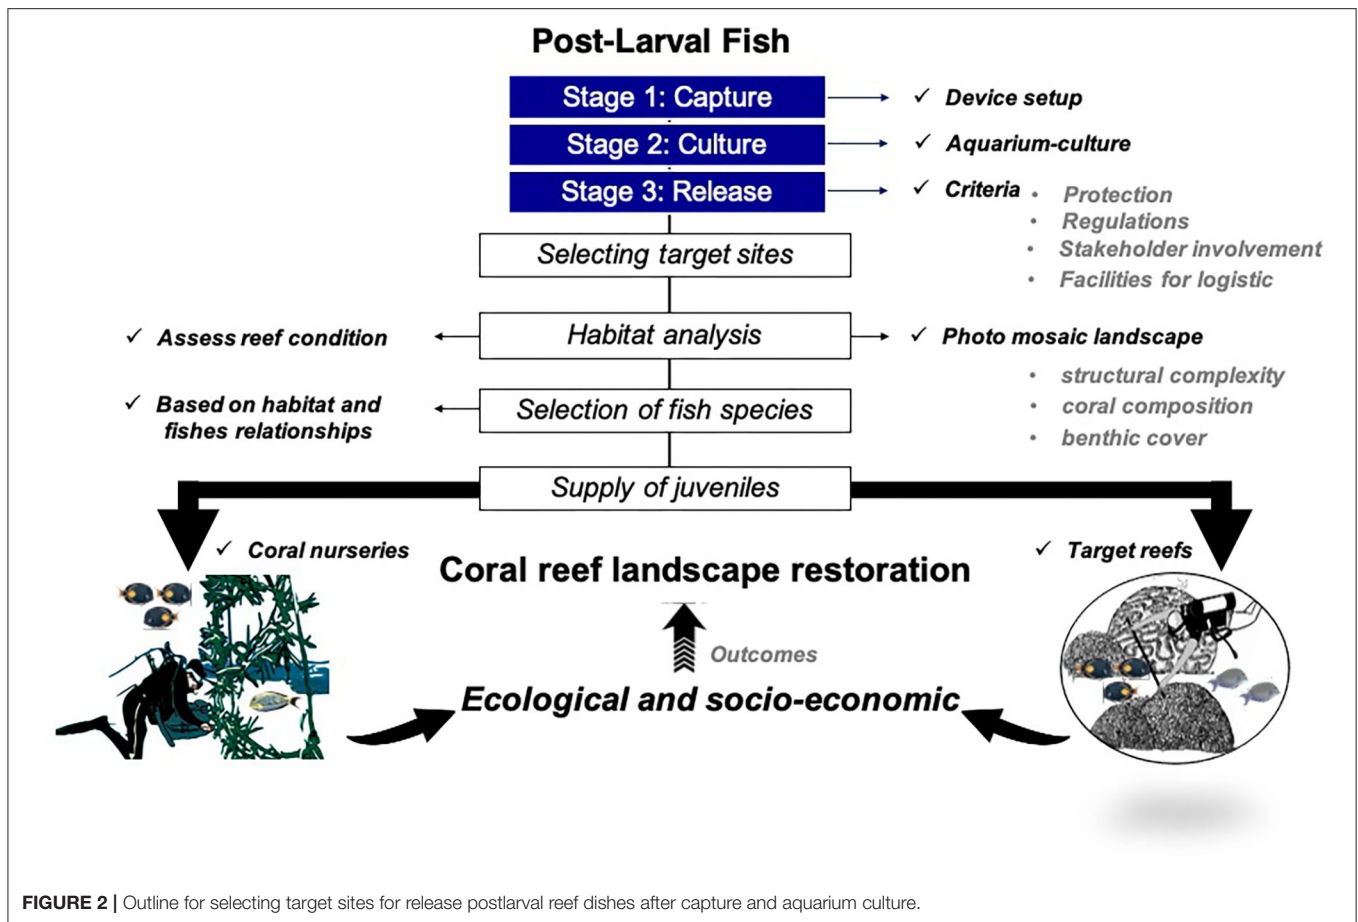 Post-Larval Fish
Stage 1: Capture
✓ Device setup
Stage 2: Culture
✓ Aquarium-culture
Stage 3: Release
✓ Criteria
• Protection
• Regulations
• Stakeholder involvement
• Facilities for logistic
Selecting target sites
✓ Assess reef condition
Habitat analysis
✓ Photo mosaic landscape
• structural complexity
• coral composition
• benthic cover
✓ Based on habitat and
fishes relationships
Selection of fish species
Supply of juveniles
✓ Coral nurseries
✓ Target reefs
Coral reef landscape restoration
Outcomes
Ecological and socio-economic
FIGURE 2 | Outline for selecting target sites for release postlarval reef dishes after capture and aquarium culture.